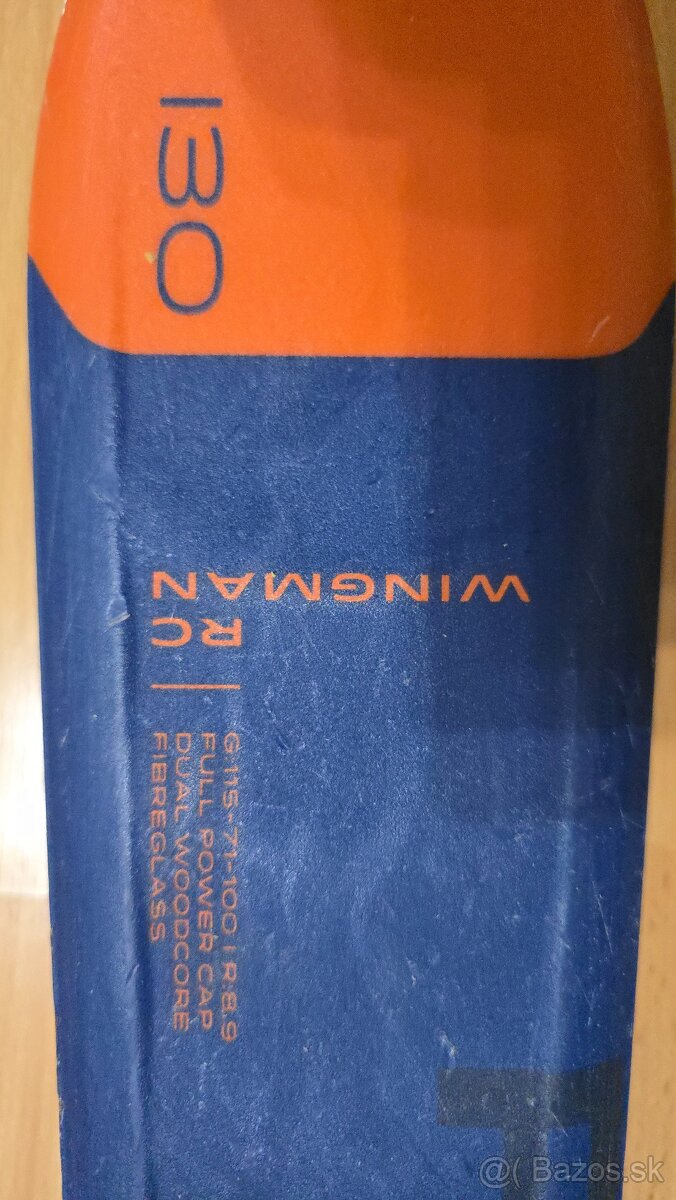 130
WINGMAN
RC
G:115-71-100 | R:8.9
FULL POWER CAP
DUAL WOODCORE
FIBREGLASS
@( Bazos.sk